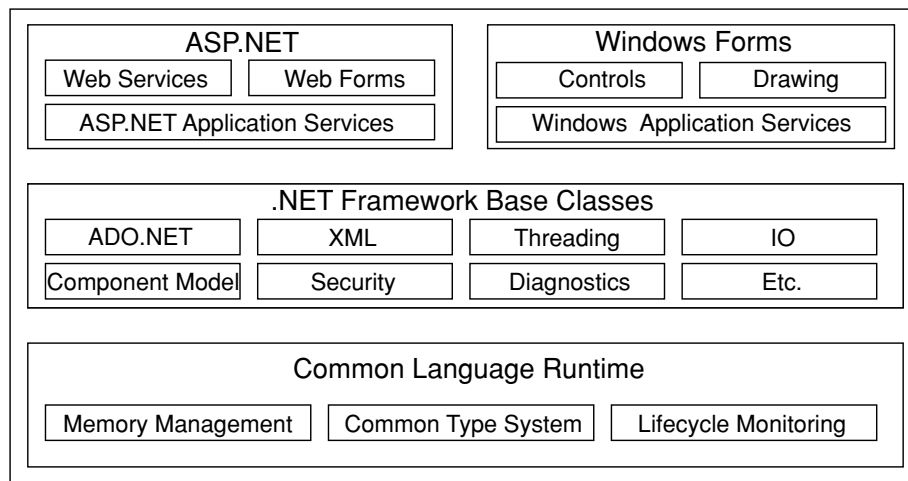 ASP.NET
Web Services
Web Forms
ASP.NET Application Services
Windows Forms
Controls
Drawing
Windows Application Services
.NET Framework Base Classes
ADO.NET
XML
Threading
IO
Component Model
Security
Diagnostics
Etc.
Common Language Runtime
Memory Management
Common Type System
Lifecycle Monitoring